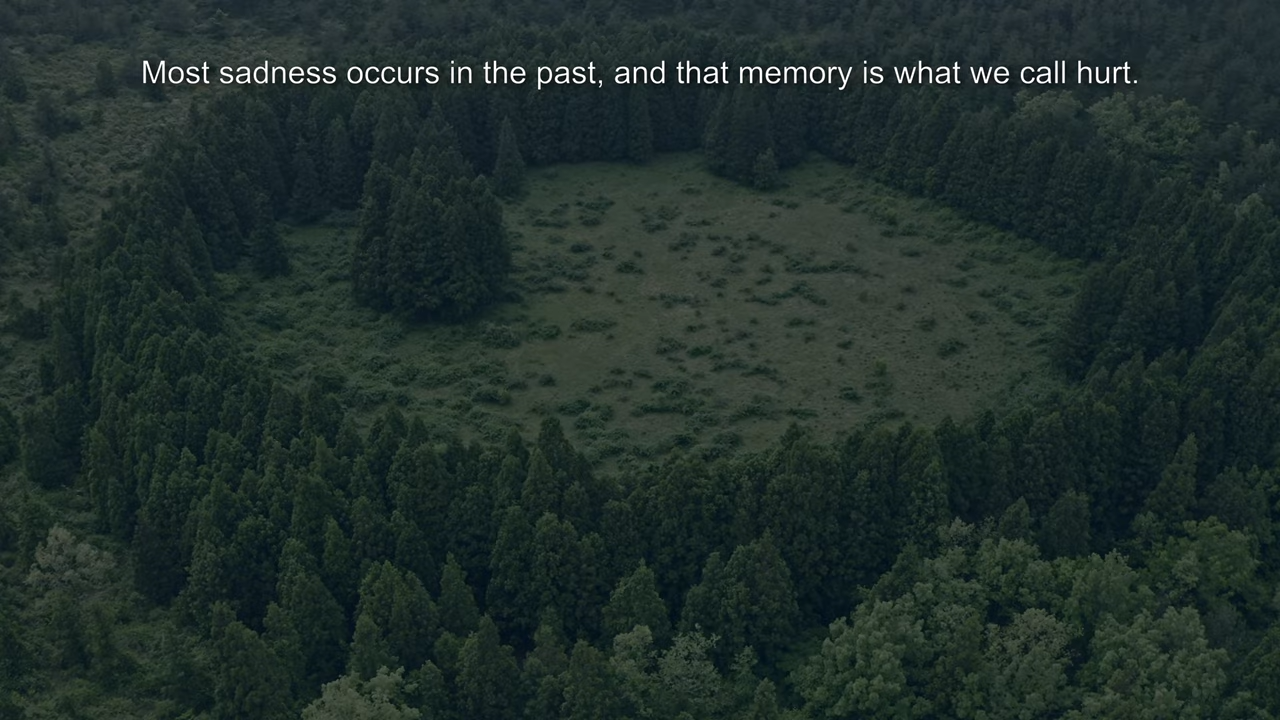 Most sadness occurs in the past, and that memory is what we call hurt.